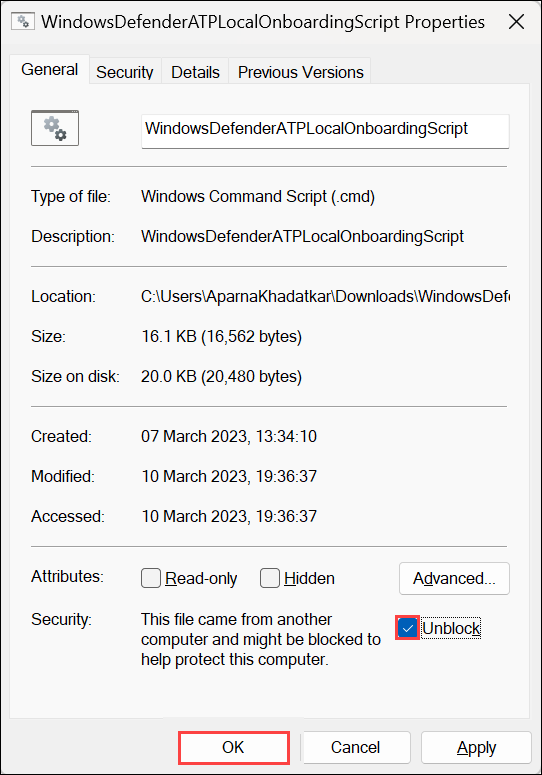 WindowsDefenderATPLocalOnboardingScript Properties
General Security Details Previous Versions
WindowsDefenderATPLocalOnboardingScript
Type of file: Windows Command Script (.cmd)
Description: WindowsDefenderATPLocalOnboardingScript
Location: C:\Users\AparnaKhadatkar\Downloads\WindowsDef
Size: 16.1 KB (16,562 bytes)
Size on disk: 20.0 KB (20,480 bytes)
Created: 07 March 2023, 13:34:10
Modified: 10 March 2023, 19:36:37
Accessed: 10 March 2023, 19:36:37
Attributes: Read-only Hidden Advanced...
Security: This file came from another
computer and might be blocked to
help protect this computer.
Unblock
OK Cancel Apply